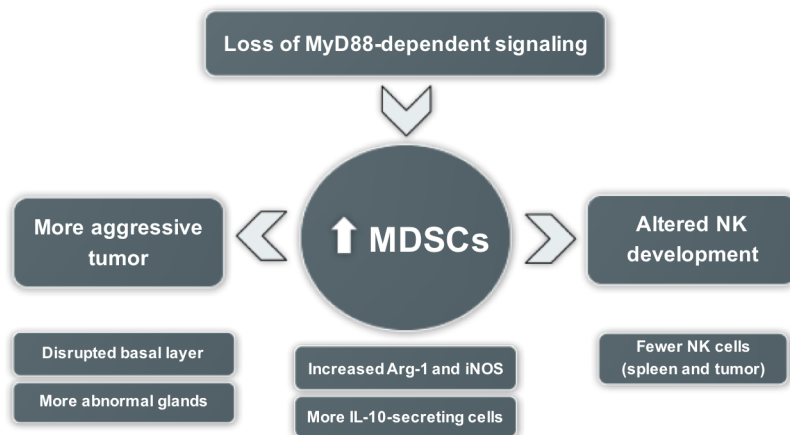 Loss of MyD88-dependent signaling
More aggressive
tumor
MDSCs
Altered NK
development
Disrupted basal layer
More abnormal glands
Increased Arg-1 and iNOS
More IL-10-secreting cells
Fewer NK cells
(spleen and tumor)